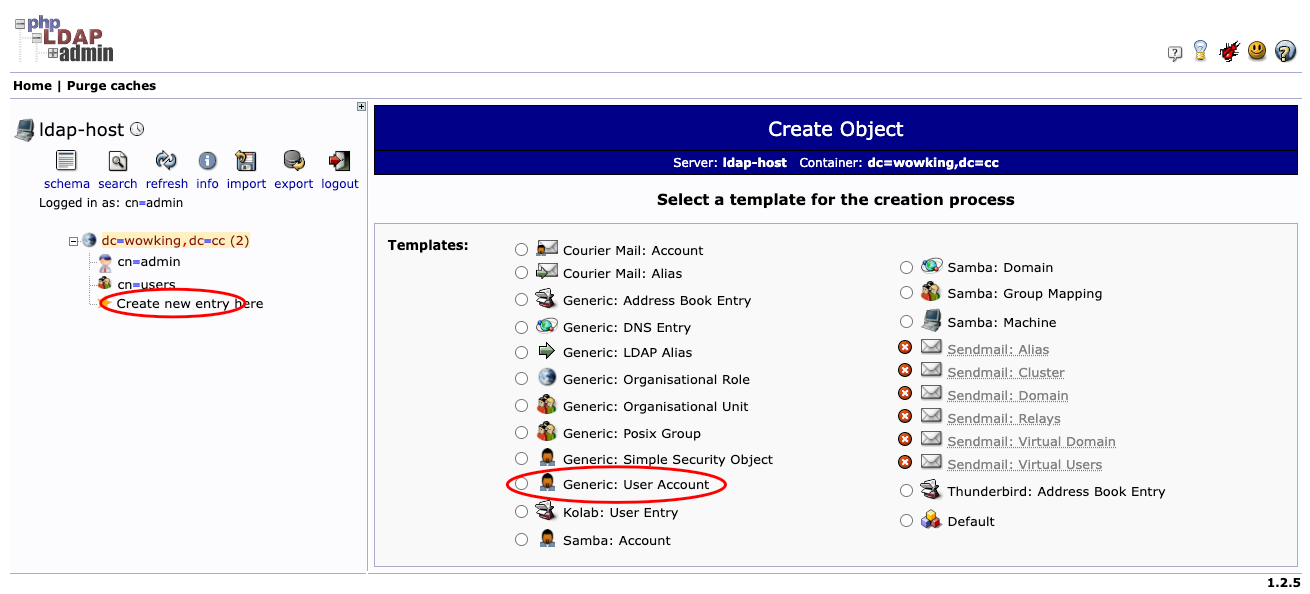 php
LDAP
admin
Home | Purge caches
ldap-host
schema search refresh info import export logout
Logged in as: cn=admin
dc=wowking,dc=cc (2)
cn=admin
cn=users
Create new entry here
Create Object
Server: ldap-host Container: dc=wowking,dc=cc
Select a template for the creation process
Templates:
Courier Mail: Account
Courier Mail: Alias
Generic: Address Book Entry
Generic: DNS Entry
Generic: LDAP Alias
Generic: Organisational Role
Generic: Organisational Unit
Generic: Posix Group
Generic: Simple Security Object
Generic: User Account
Kolab: User Entry
Samba: Account
Samba: Domain
Samba: Group Mapping
Samba: Machine
Sendmail: Alias
Sendmail: Cluster
Sendmail: Domain
Sendmail: Relays
Sendmail: Virtual Domain
Sendmail: Virtual Users
Thunderbird: Address Book Entry
Default
1.2.5